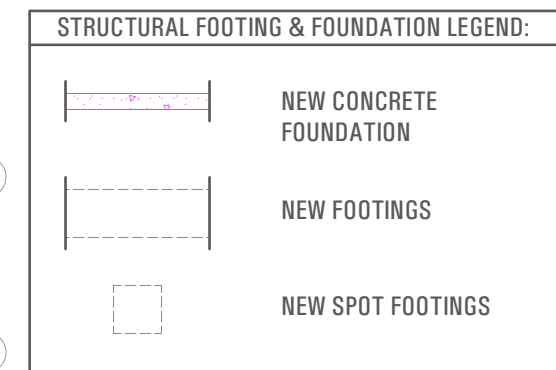 STRUCTURAL FOOTING & FOUNDATION LEGEND:
NEW CONCRETE
FOUNDATION
NEW FOOTINGS
NEW SPOT FOOTINGS